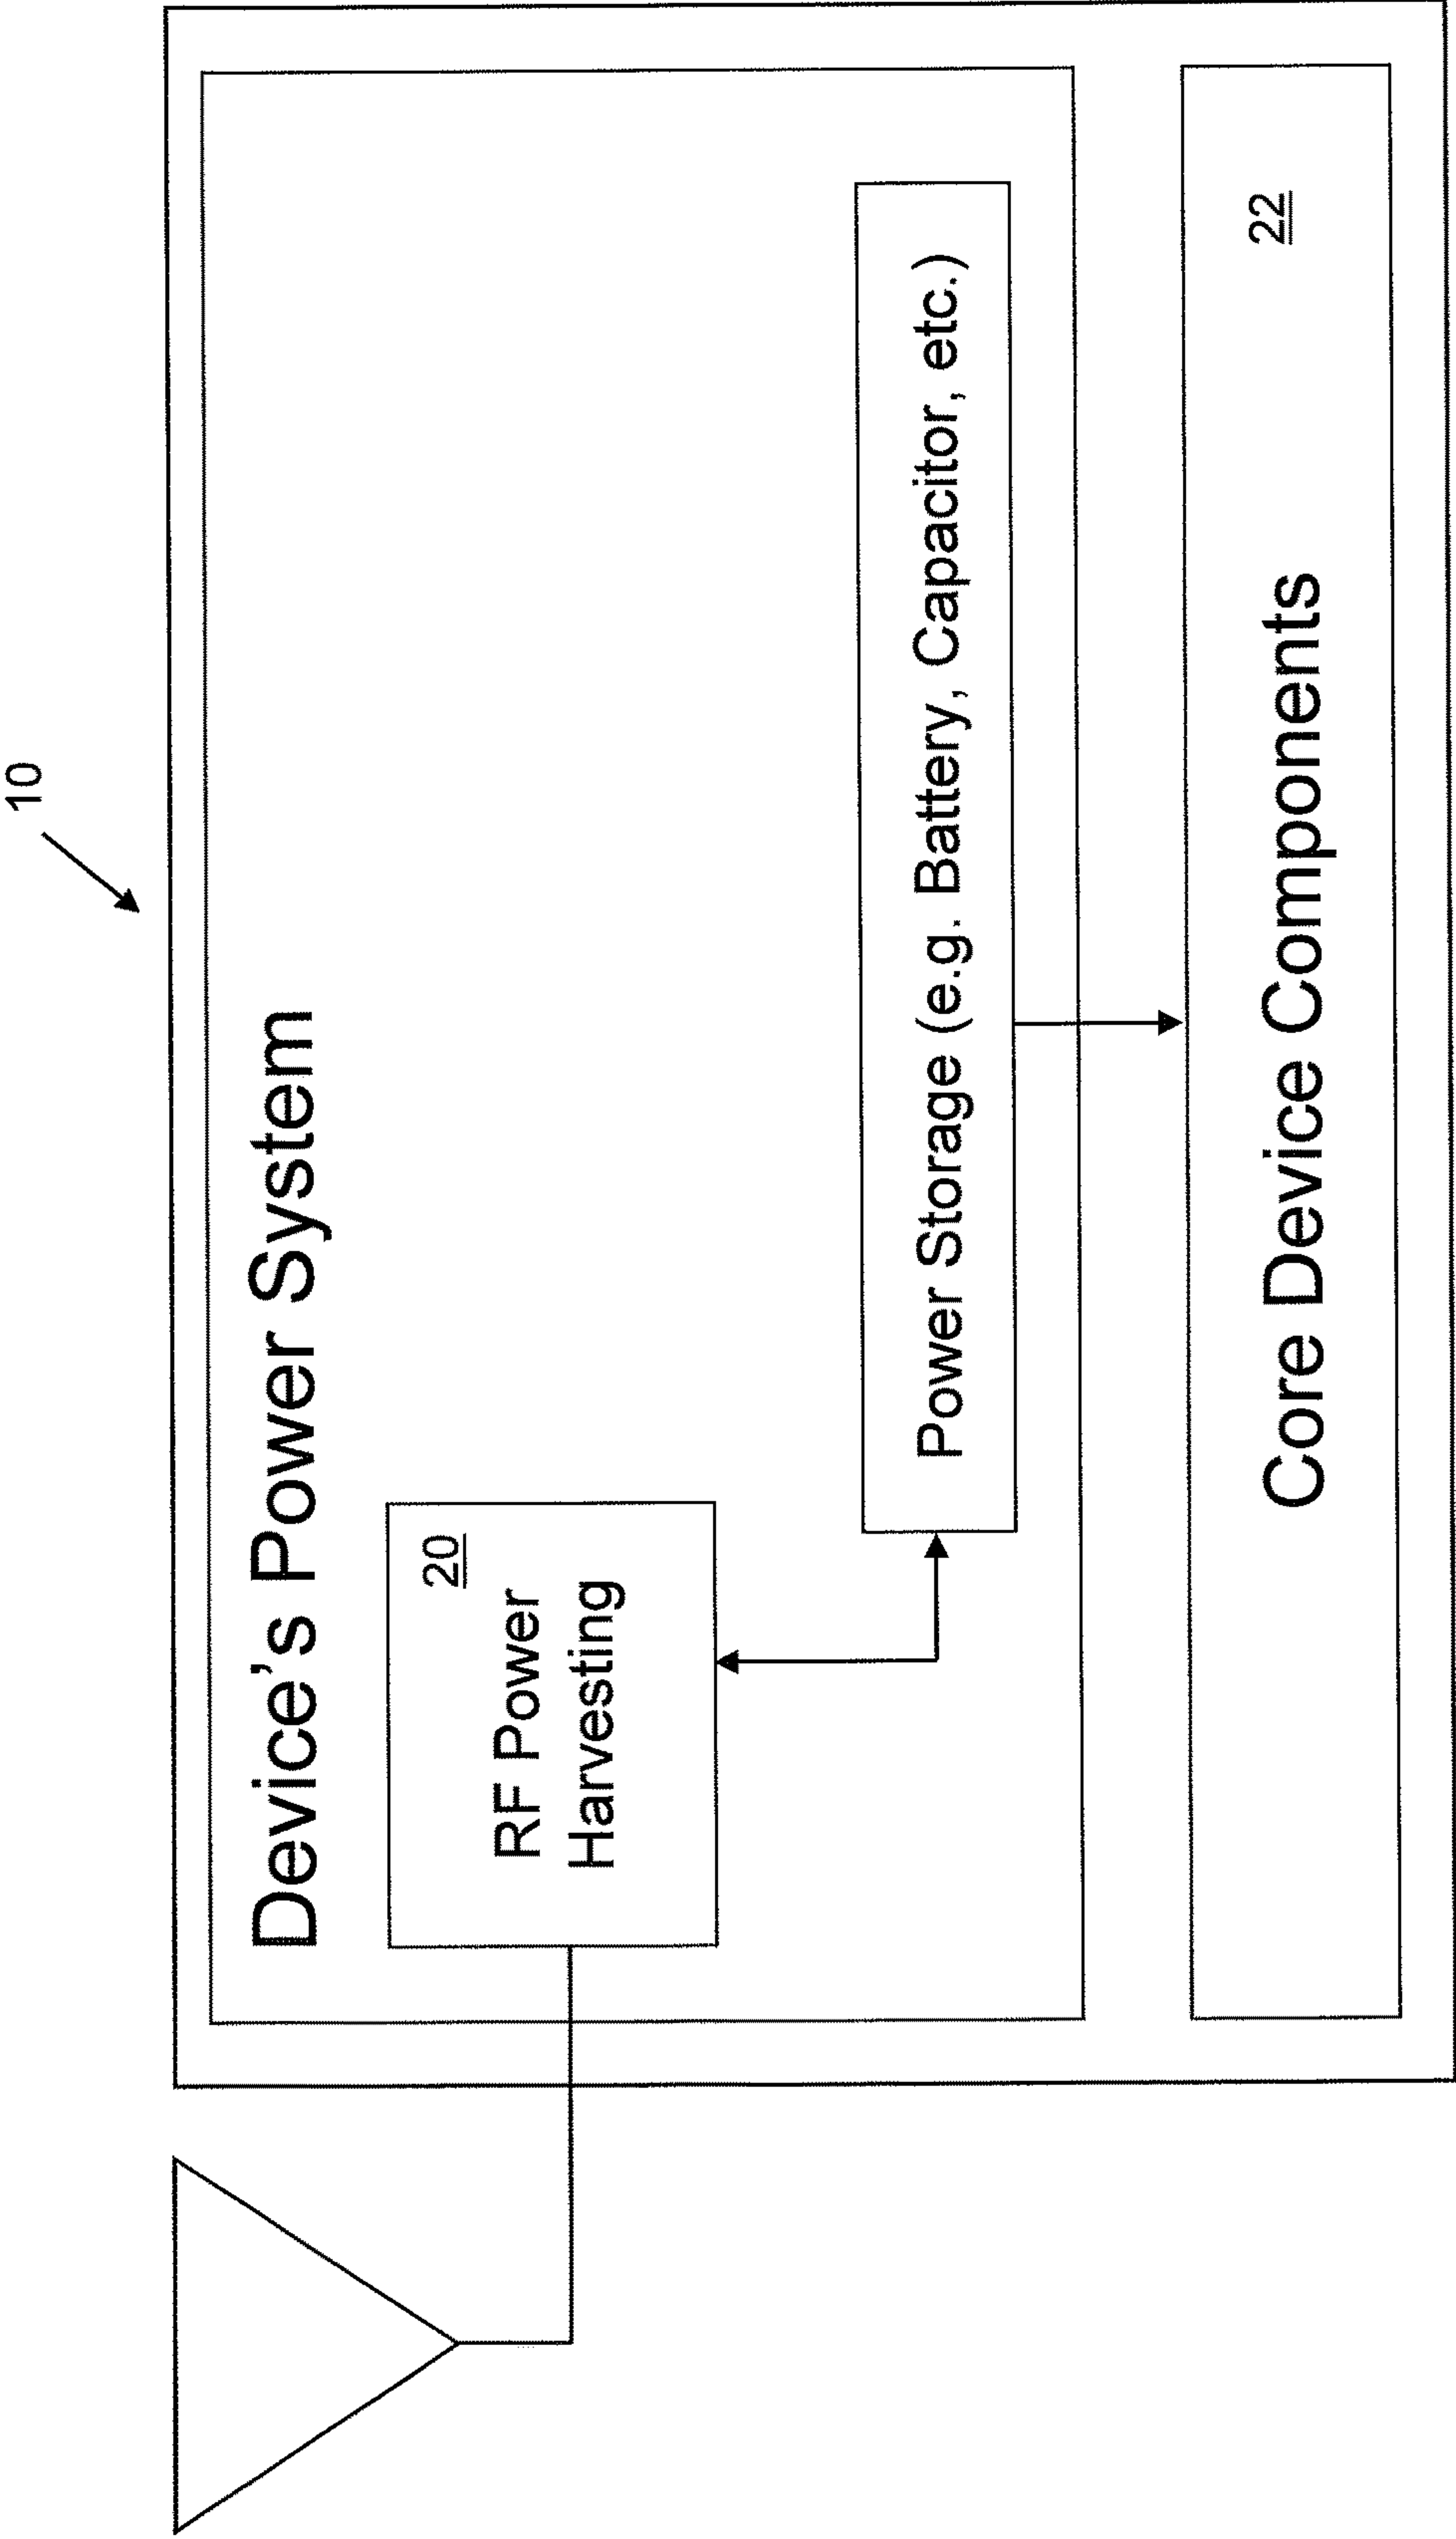 10
Device's Power System
20
RF Power
Harvesting
Power Storage (e.g. Battery, Capacitor, etc.)
22
Core Device Components